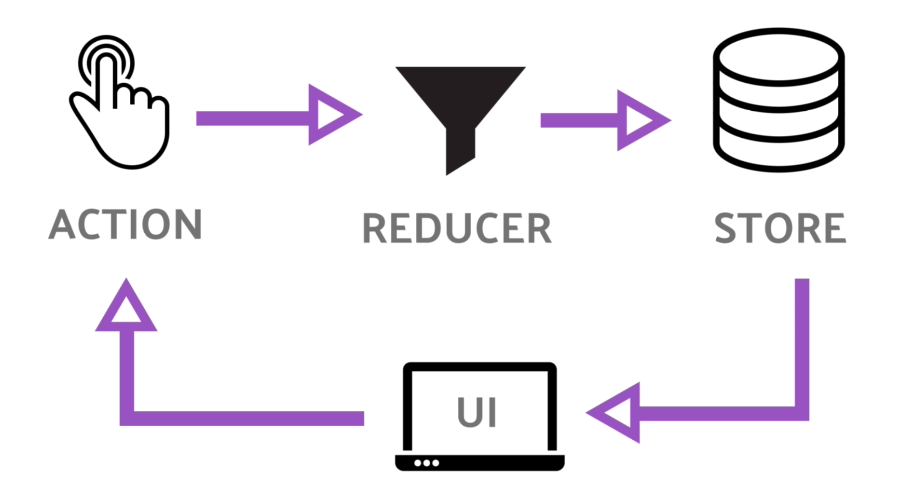 ACTION
REDUCER
STORE
UI